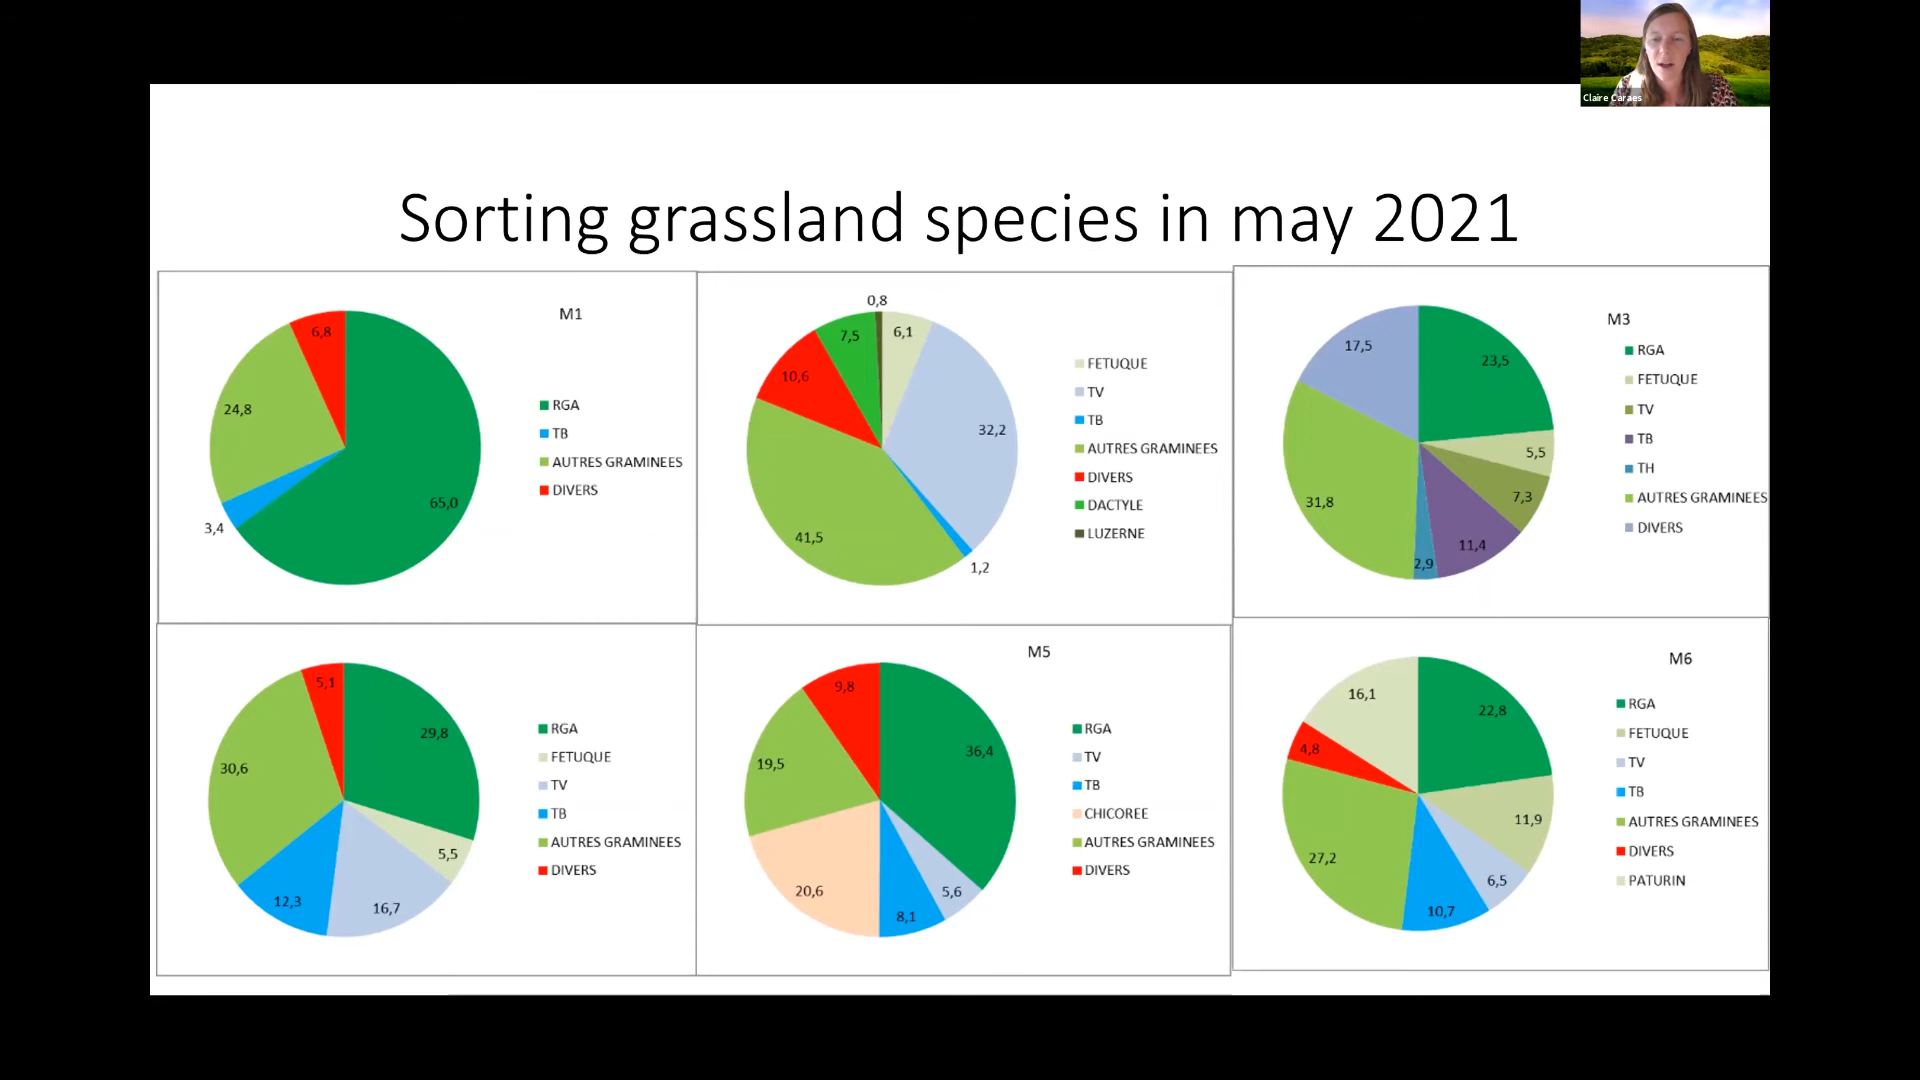 Claire Caraes
Sorting grassland species in may 2021
M1
6,8
24,8
3,4
65,0
RGA
TB
AUTRES GRAMINEES
DIVERS
0,8
7,5
6,1
10,6
32,2
41,5
1,2
FETUQUE
TV
TB
AUTRES GRAMINEES
DIVERS
DACTYLE
LUZERNE
M3
17,5
23,5
5,5
7,3
11,4
2,9
31,8
RGA
FETUQUE
TV
TB
TH
AUTRES GRAMINEES
DIVERS
5,1
29,8
30,6
5,5
12,3
16,7
RGA
FETUQUE
TV
TB
AUTRES GRAMINEES
DIVERS
M5
9,8
36,4
19,5
20,6
5,6
8,1
RGA
TV
TB
CHICOREE
AUTRES GRAMINEES
DIVERS
M6
16,1
22,8
4,8
11,9
27,2
6,5
10,7
RGA
FETUQUE
TV
TB
AUTRES GRAMINEES
DIVERS
PATURIN